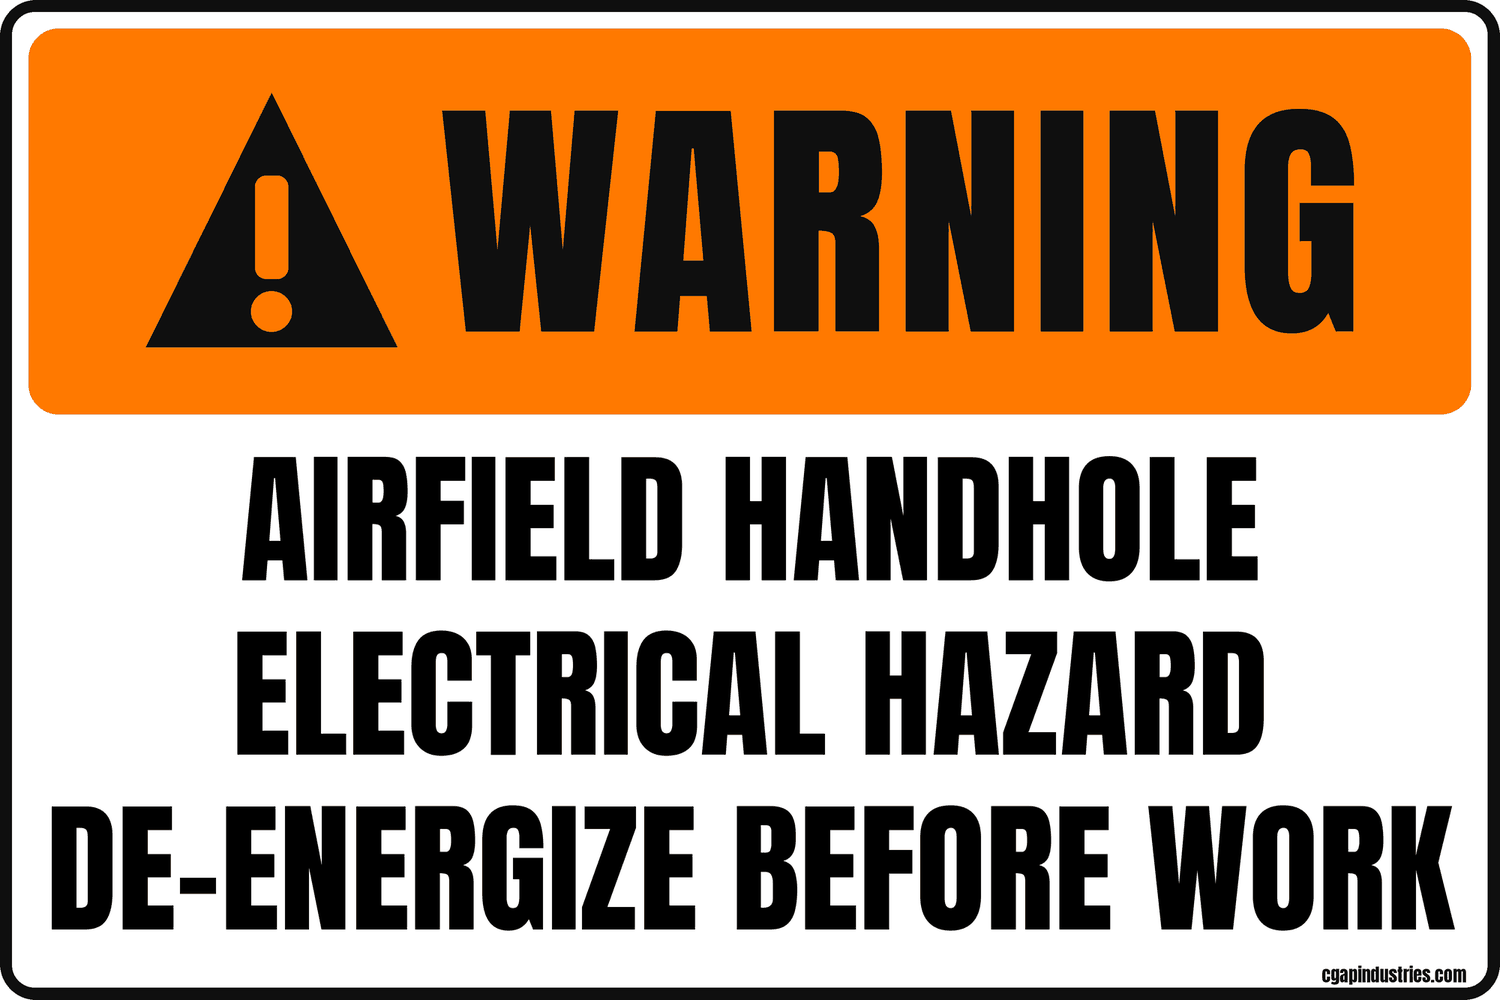 WARNING
AIRFIELD HANDHOLE
ELECTRICAL HAZARD
DE-ENERGIZE BEFORE WORK
cgapindustries.com